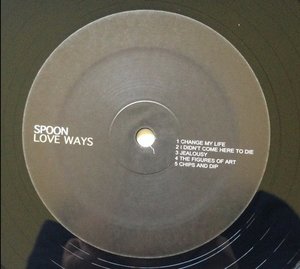 SPOON
LOVE WAYS
1 CHANGE MY LIFE
2 I DIDN'T COME HERE TO DIE
3 JEALOUSY
4 THE FIGURES OF ART
5 CHIPS AND DIP